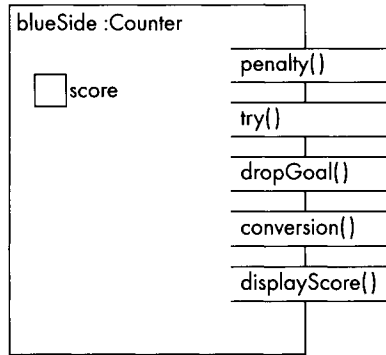 blueSide :Counter
penalty()
score
try()
dropGoal()
conversion()
displayScore()